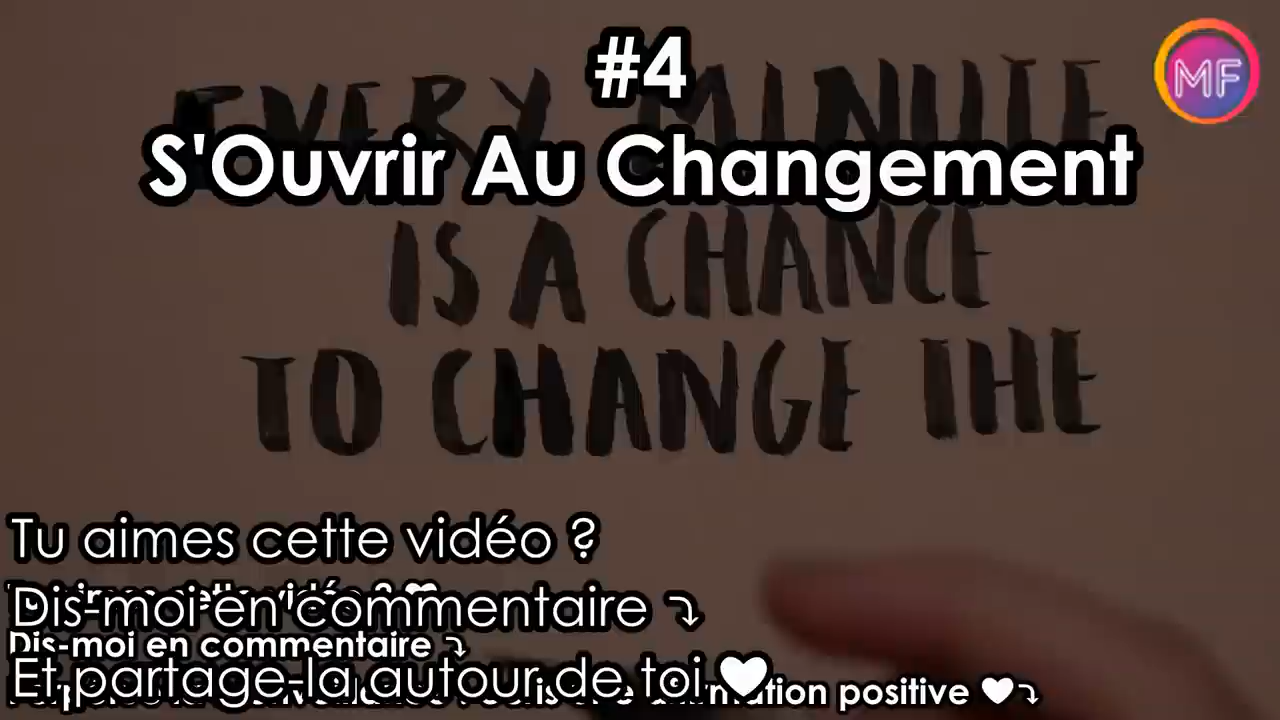 #4
MF
S'Ouvrir Au Changement
EVERY MINUTE
IS A CHANCE
TO CHANGE THE
Tu aimes cette vidéo ?
Dis-moi en commentaire ⤵
Dis-moi en commentaire ⤵
Et partage-la autour de toi ♥
positive ♥⤵